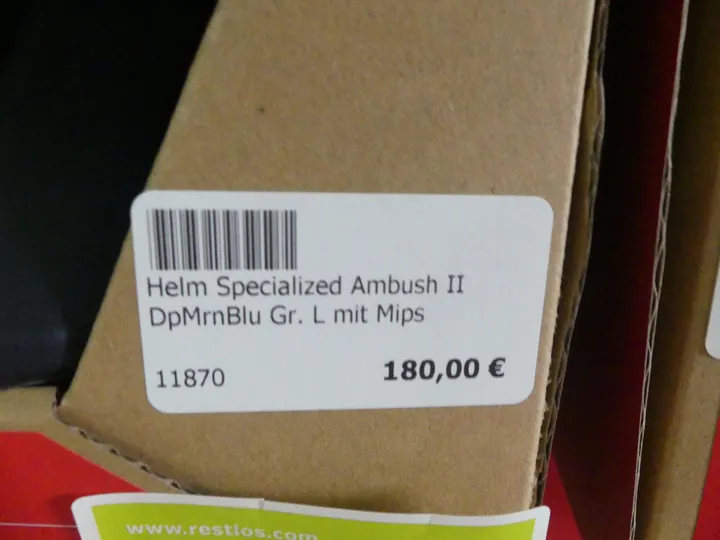 Helm Specialized Ambush II
DpMrnBlu Gr. L mit Mips
11870 180,00 €
www.restlos.com